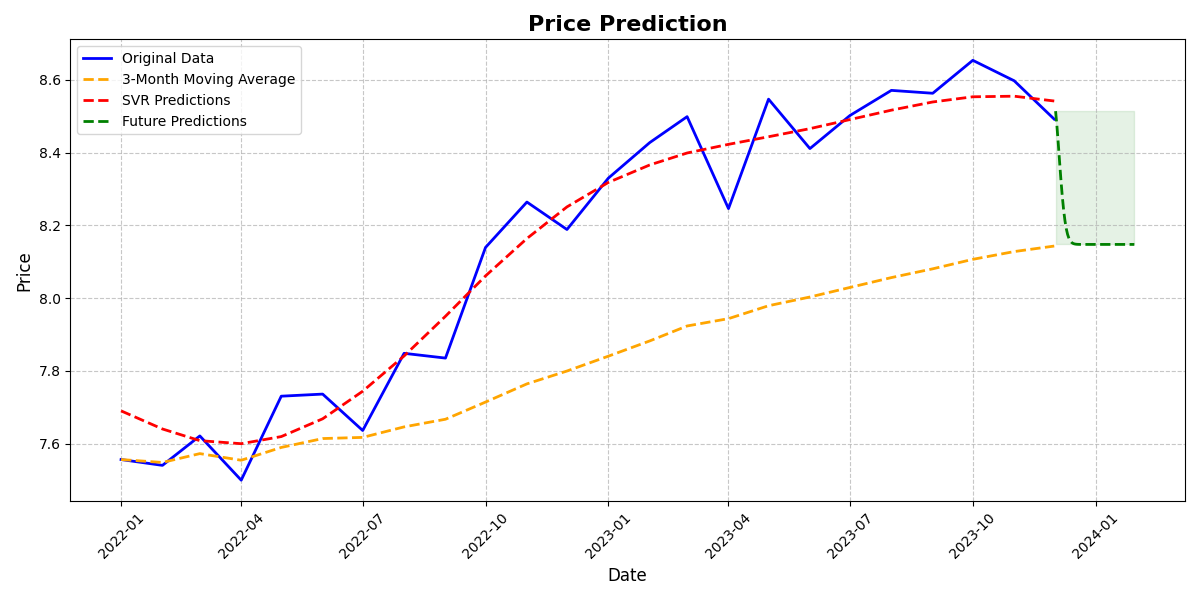 Price Prediction
Original Data
3-Month Moving Average
SVR Predictions
Future Predictions
Price
8.6
8.4
8.2
8.0
7.8
7.6
2022-01
2022-04
2022-07
2022-10
2023-01
2023-04
2023-07
2023-10
2024-01
Date